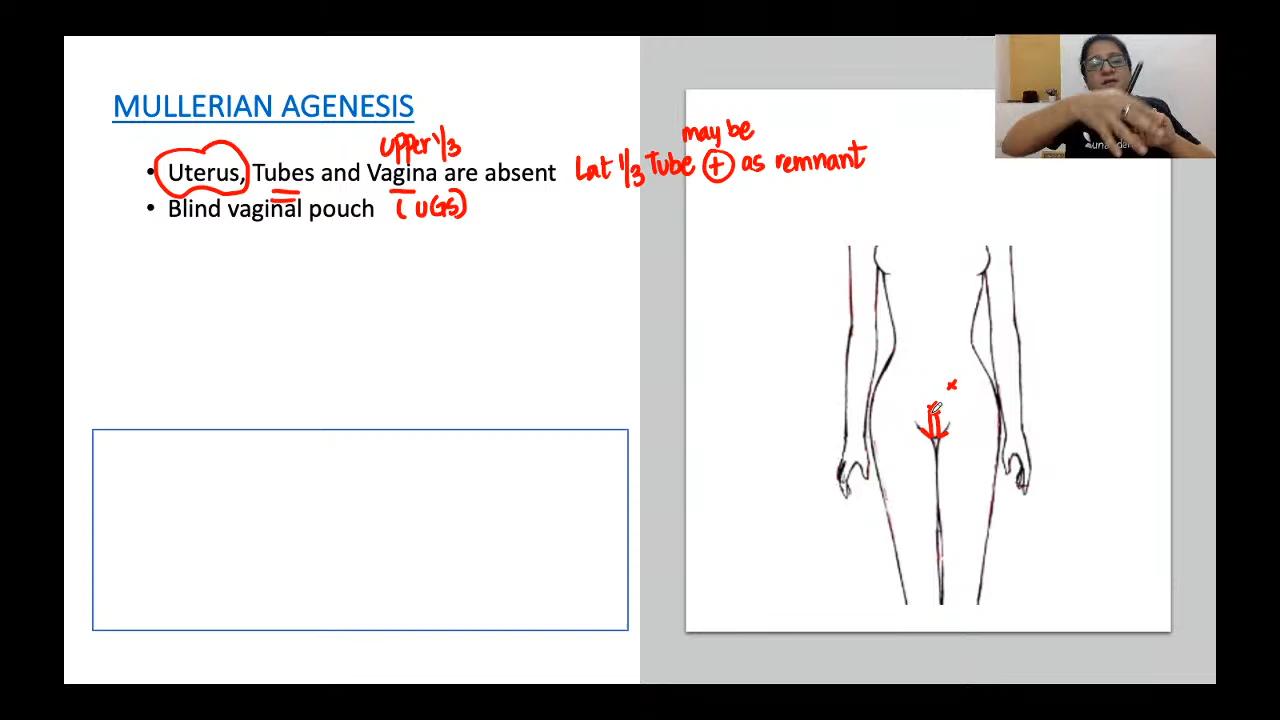 MULLERIAN AGENESIS
upper 1/3
may be
• Uterus, Tubes and Vagina are absent Lat 1/3 Tube + as remnant
• Blind vaginal pouch (UGS)